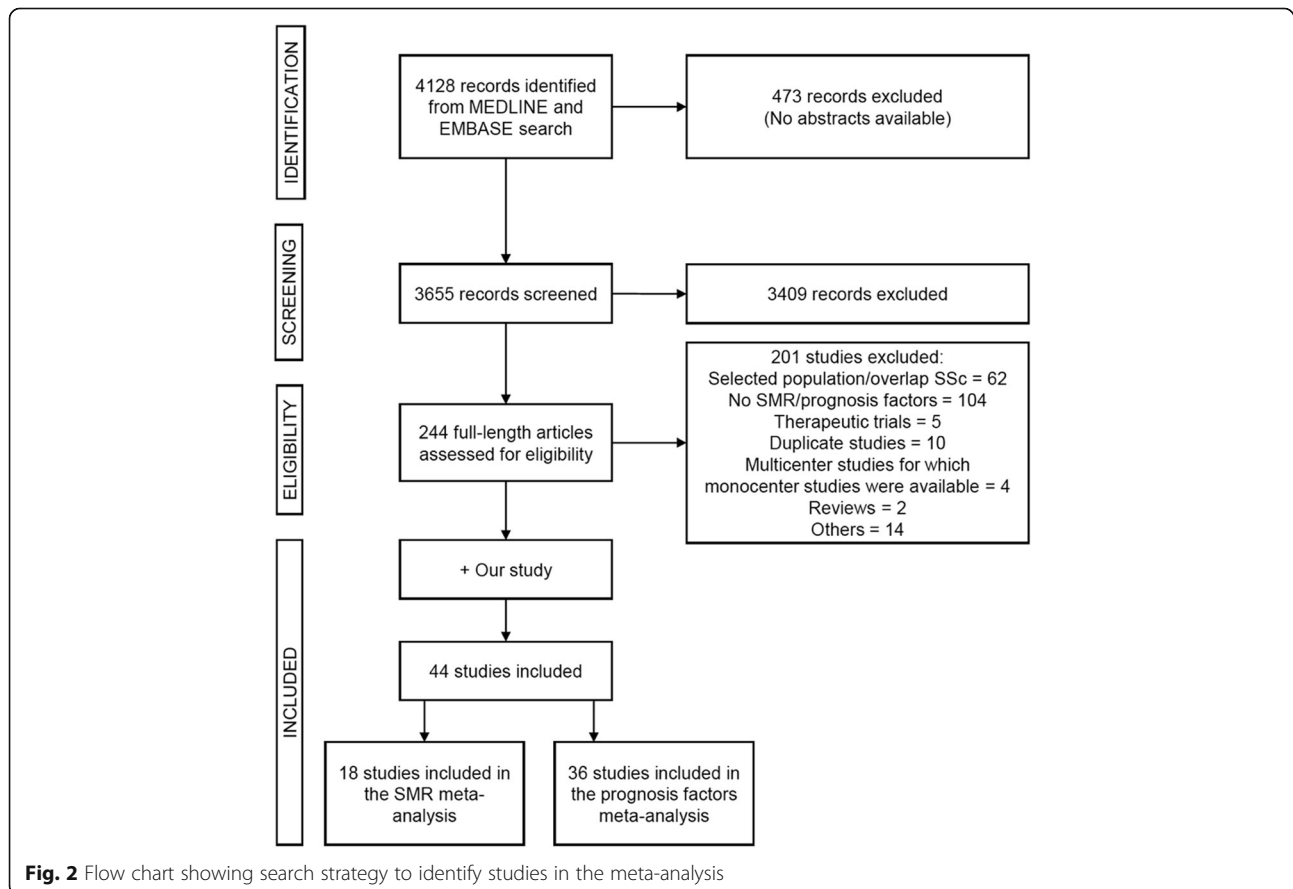 IDENTIFICATION
4128 records identified
from MEDLINE and
EMBASE search
473 records excluded
(No abstracts available)
SCREENING
3655 records screened
3409 records excluded
ELIGIBILITY
244 full-length articles
assessed for eligibility
201 studies excluded:
Selected population/overlap SSc = 62
No SMR/prognosis factors = 104
Therapeutic trials = 5
Duplicate studies = 10
Multicenter studies for which
monocenter studies were available = 4
Reviews = 2
Others = 14
INCLUDED
+ Our study
44 studies included
18 studies included in
the SMR meta-
analysis
36 studies included in
the prognosis factors
meta-analysis
Fig. 2 Flow chart showing search strategy to identify studies in the meta-analysis